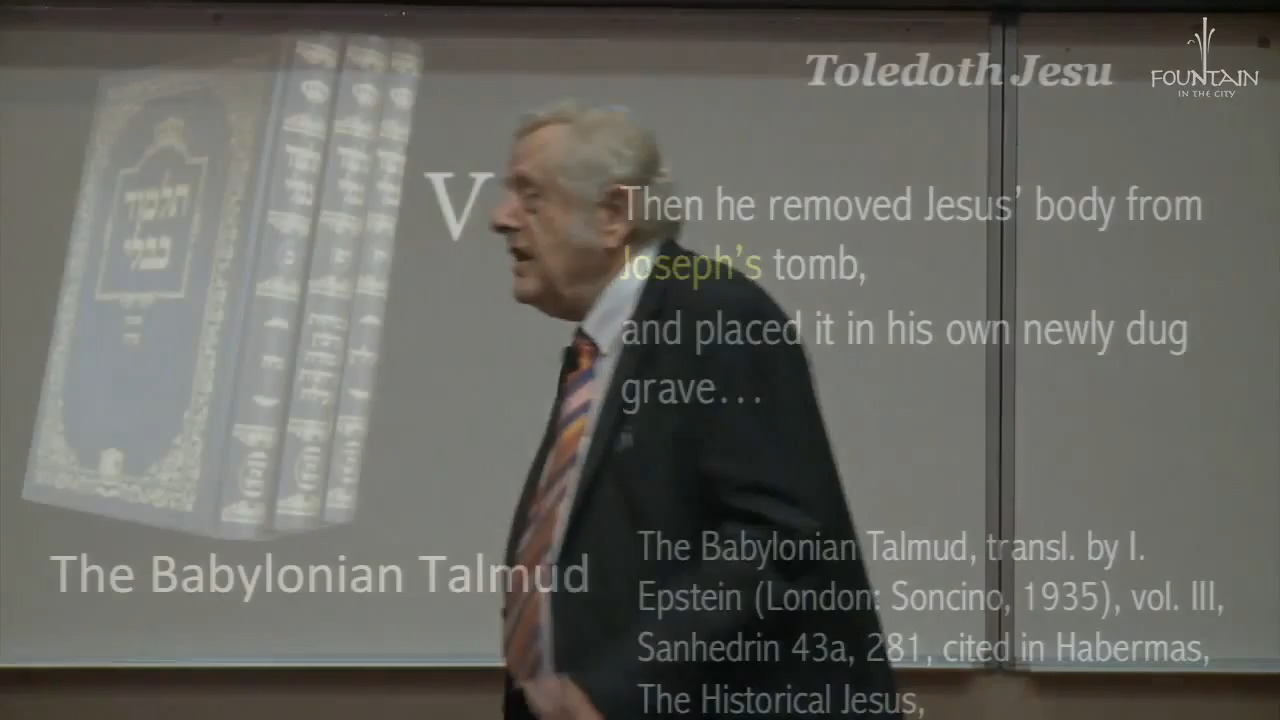 Toledoth Jesu
FOUNTAIN
IN THE CITY
תלמוד
בבלי
V
Then he removed Jesus’ body from
Joseph’s tomb,
and placed it in his own newly dug
grave…
The Babylonian Talmud
The Babylonian Talmud, transl. by I.
Epstein (London: Soncino, 1935), vol. III,
Sanhedrin 43a, 281, cited in Habermas,
The Historical Jesus,